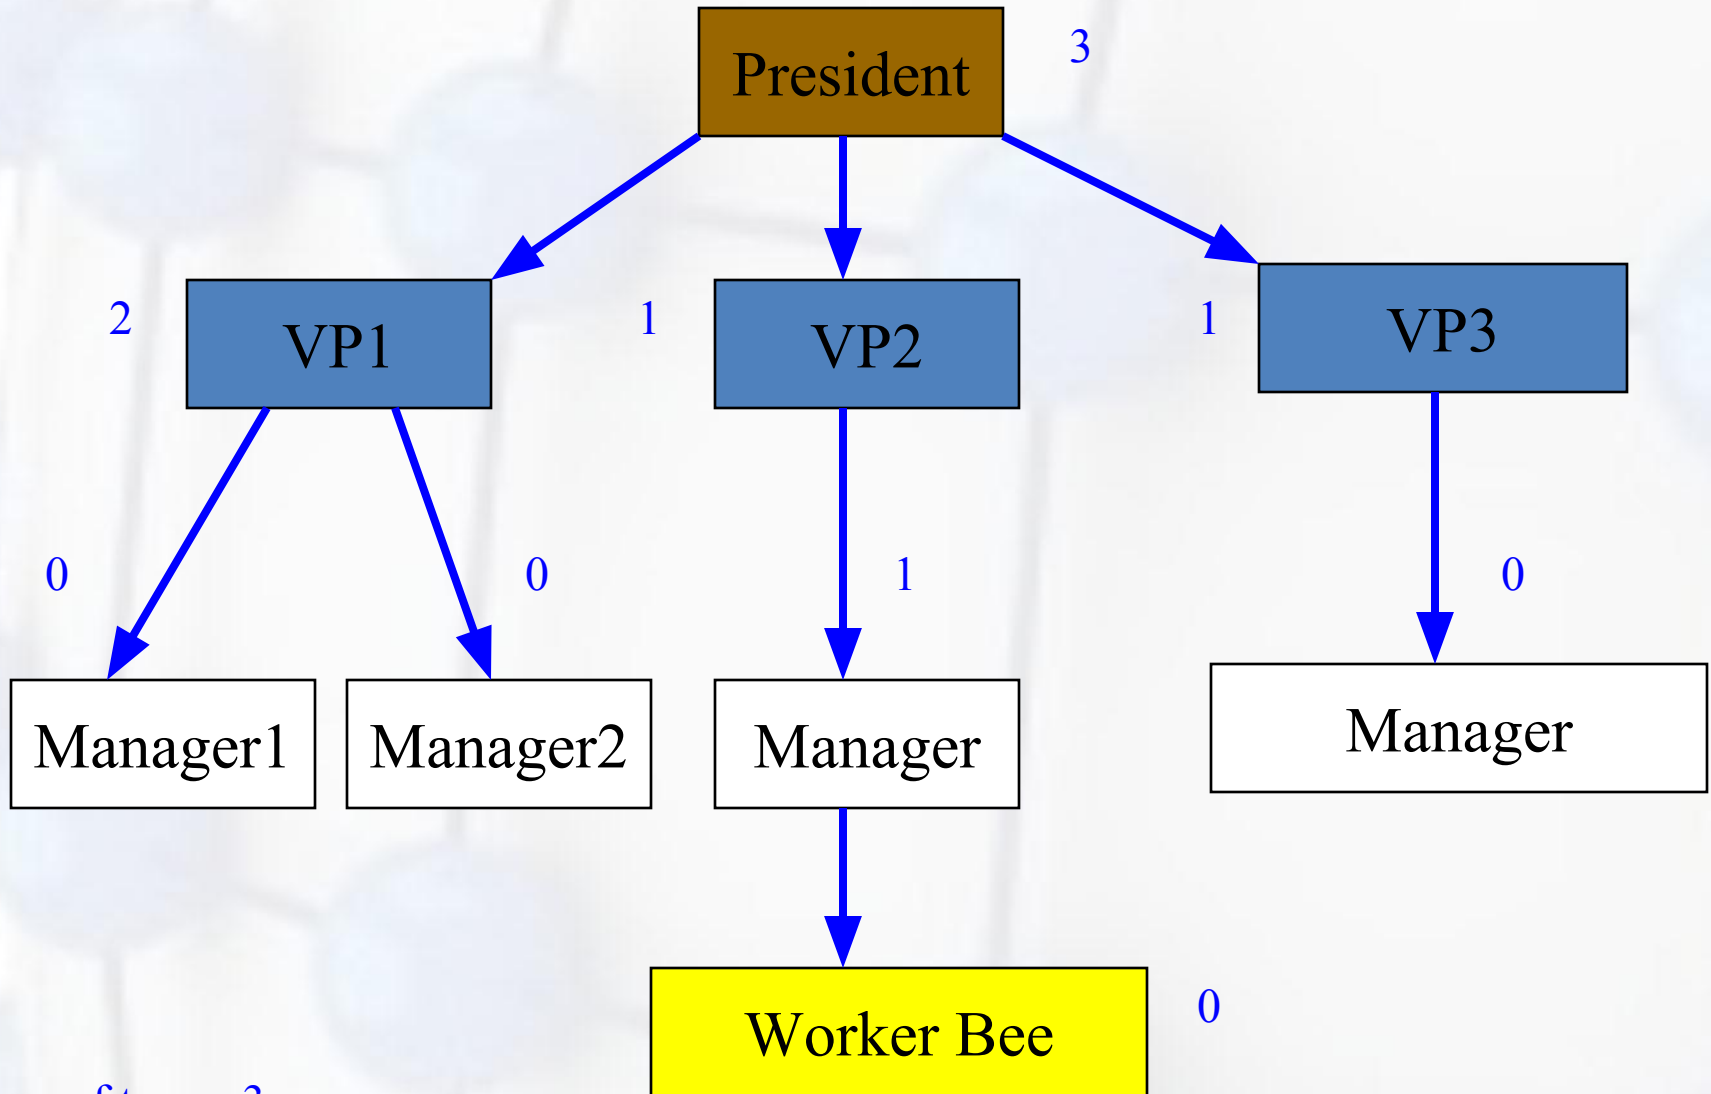 President
3
2
VP1
1
VP2
1
VP3
0
0
1
0
Manager1
Manager2
Manager
Manager
Worker Bee
0